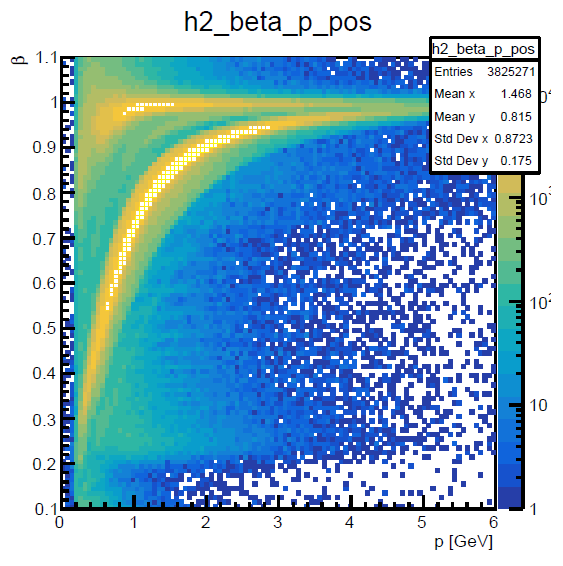 h2_beta_p_pos
β
h2_beta_p_pos
Entries 3825271
Mean x 1.468
Mean y 0.815
Std Dev x 0.8723
Std Dev y 0.175
1.1
1
0.9
0.8
0.7
0.6
0.5
0.4
0.3
0.2
0.1
0 1 2 3 4 5 6
p [GeV]
10³
10²
10
1